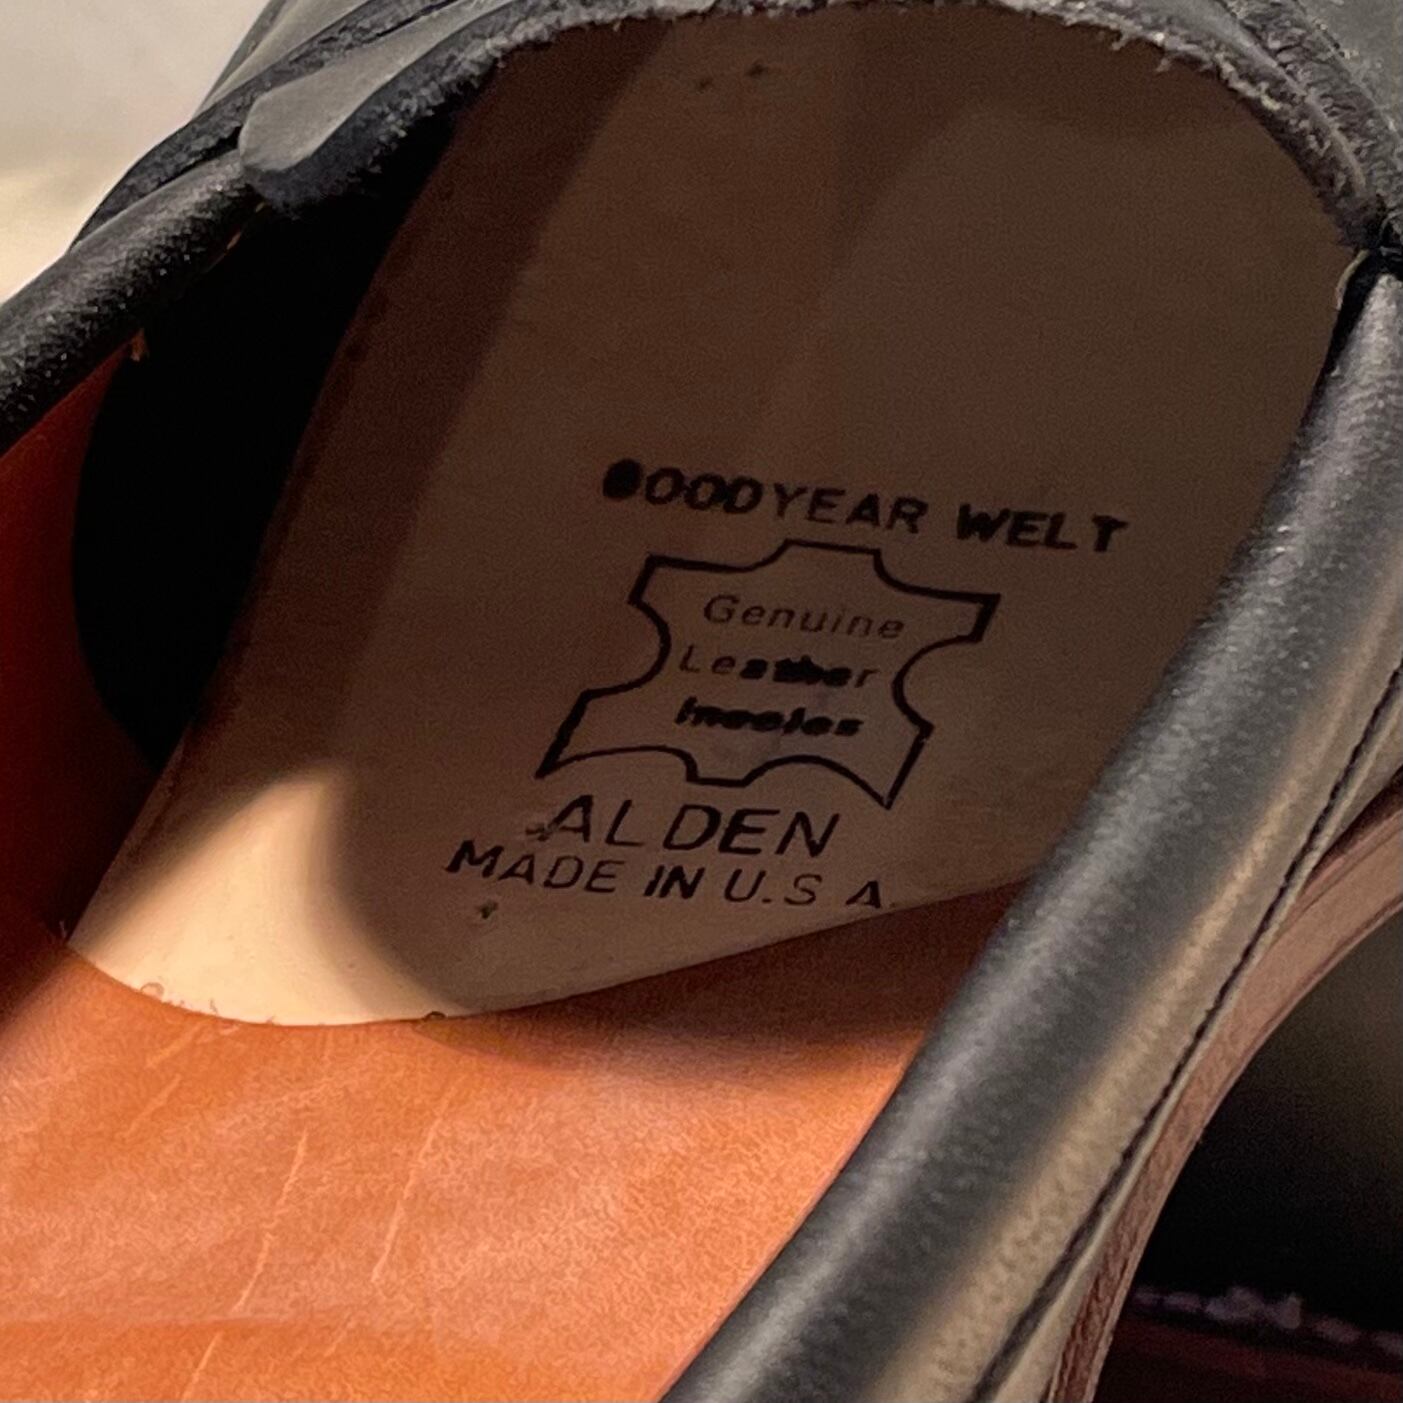 GOODYEAR WELT
Genuine
Leather
Insoles
ALDEN
MADE IN U.S A.